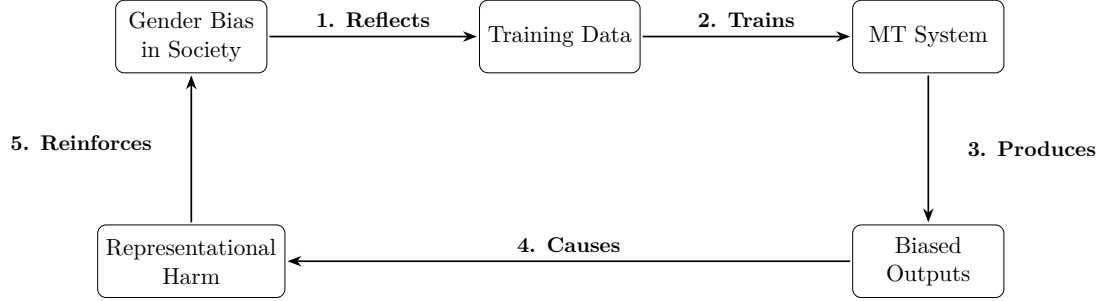 Gender Bias
in Society
1. Reflects
Training Data
2. Trains
MT System
3. Produces
Biased
Outputs
4. Causes
Representational
Harm
5. Reinforces